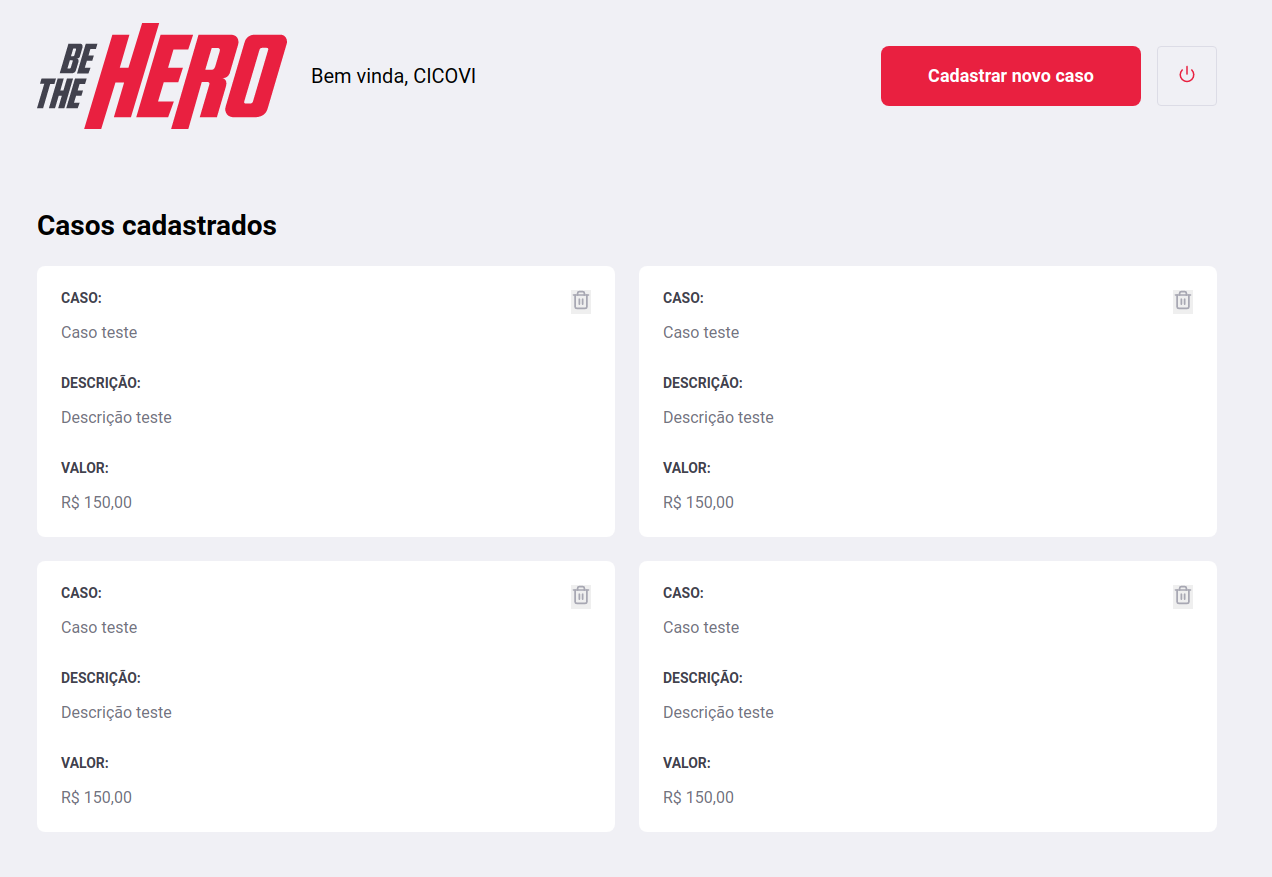 BE
THE
HERO
Bem vinda, CICOVI
Cadastrar novo caso
Casos cadastrados
CASO:
Caso teste
DESCRIÇÃO:
Descrição teste
VALOR:
R$ 150,00
CASO:
Caso teste
DESCRIÇÃO:
Descrição teste
VALOR:
R$ 150,00
CASO:
Caso teste
DESCRIÇÃO:
Descrição teste
VALOR:
R$ 150,00
CASO:
Caso teste
DESCRIÇÃO:
Descrição teste
VALOR:
R$ 150,00